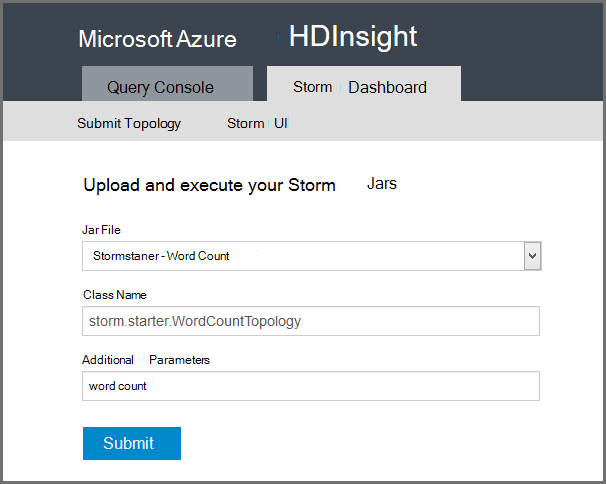 Microsoft Azure HDInsight
Query Console Storm Dashboard
Submit Topology Storm UI
Upload and execute your Storm Jars
Jar File
Stormstaner - Word Count
Class Name
storm.starter.WordCountTopology
Additional Parameters
word count
Submit